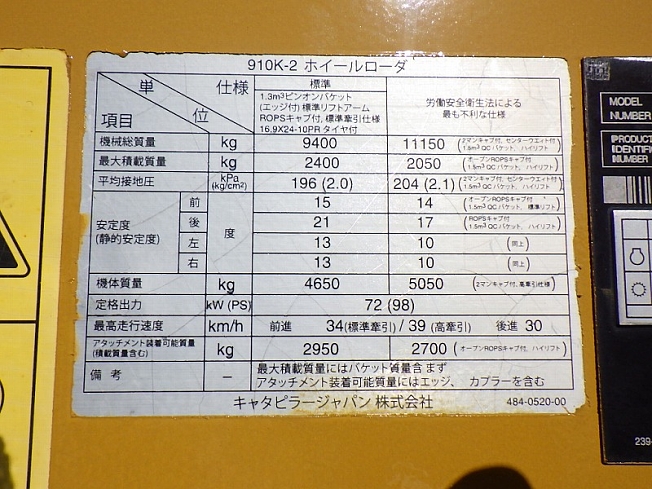 910K-2 ホイールローダ
単 位 仕様
項目
標準
1.3m³ピンオンバケット
(エッジ付) 標準リフトアーム
ROPSキャブ付, 標準牽引仕様
16.9X24-10PR タイヤ付
労働安全衛生法による
最も不利な仕様
機械総質量 kg 9400 11150 (2マンキャブ付, センターウエイト付 1.5m³ QC バケット, ハイリフト)
最大積載質量 kg 2400 2050 (オープンROPSキャブ付 1.5m³ QC バケット, ハイリフト)
平均接地圧 kPa (kg/cm²) 196 (2.0) 204 (2.1) (2マンキャブ付, センターウエイト付 1.5m³ QC バケット, ハイリフト)
安定度 (静的安定度) 度
前 15 14 (オープンROPSキャブ付 1.5m³ QC バケット, 標準リフト)
後 21 17 (ROPSキャブ付 1.5m³ QC バケット, ハイリフト)
左 13 10 (同上)
右 13 10 (同上)
機体質量 kg 4650 5050 (2マンキャブ付, 高牽引仕様)
定格出力 kW (PS) 72 (98)
最高走行速度 km/h 前進 34(標準牽引) / 39 (高牽引) 後進 30
アタッチメント装着可能質量 (積載質量含む) kg 2950 2700 (オープンROPSキャブ付, ハイリフト)
備考 − 最大積載質量にはバケット質量含まず
アタッチメント装着可能質量にはエッジ、カプラーを含む
キャタピラージャパン 株式会社 484-0520-00
MODEL
NUMBER
PRODUCT
IDENTIFI
NUMBER
239-